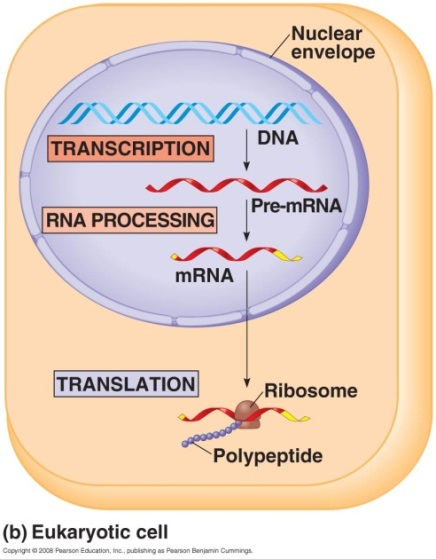 Nuclear
envelope
DNA
TRANSCRIPTION
Pre-mRNA
RNA PROCESSING
mRNA
TRANSLATION
Ribosome
Polypeptide
(b) Eukaryotic cell
Copyright © 2008 Pearson Education, Inc., publishing as Pearson Benjamin Cummings.